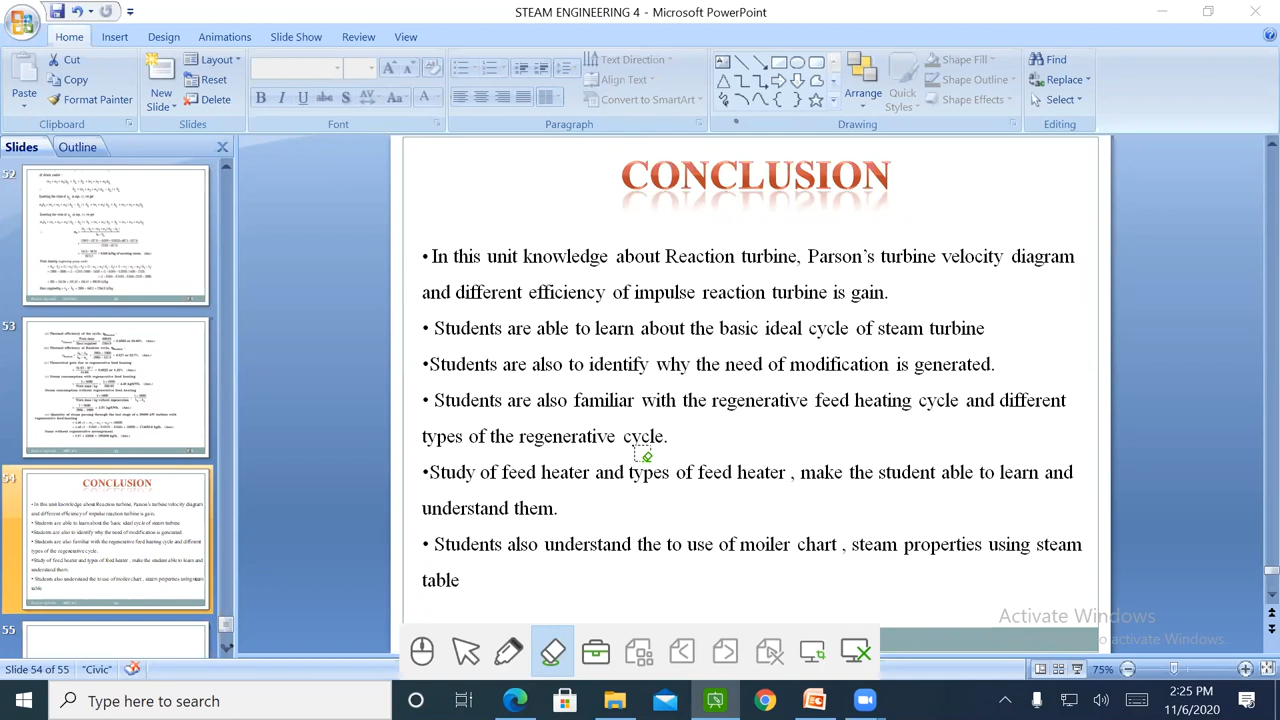 STEAM ENGINEERING 4 - Microsoft PowerPoint
Home Insert Design Animations Slide Show Review View
Paste
Cut
Copy
Format Painter
Clipboard
New Slide
Layout
Reset
Delete
Slides
Font
Text Direction
Align Text
Convert to SmartArt
Paragraph
Arrange
Quick Styles
Shape Fill
Shape Outline
Shape Effects
Drawing
Find
Replace
Select
Editing
Slides Outline
52
53
54
CONCLUSION
55
CONCLUSION
•In this unit knowledge about Reaction turbine, Parson's turbine velocity diagram
and different efficiency of impulse reaction turbine is gain.
• Students are able to learn about the basic ideal cycle of steam turbine
•Students are also to identify why the need of modification is generated.
• Students are also familiar with the regenerative feed heating cycle and different
types of the regenerative cycle.
•Study of feed heater and types of feed heater , make the student able to learn and
understand them.
• Students also understand the to use of moiler chart , steam properties using steam
table
Activate Windows
o activate Windows.
Slide 54 of 55 "Civic" 75%
Type here to search
2:25 PM
11/6/2020